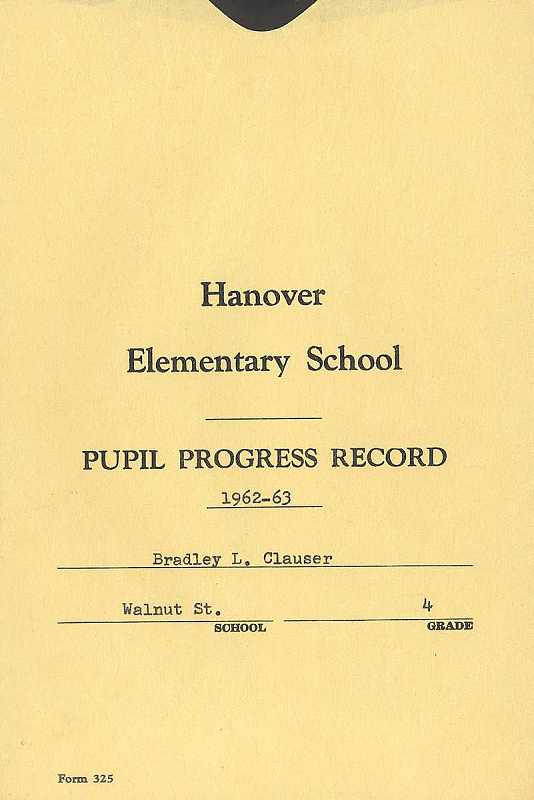 Hanover
Elementary School
PUPIL PROGRESS RECORD
1962-63
Bradley L. Clauser
Walnut St. 4
SCHOOL GRADE
Form 325